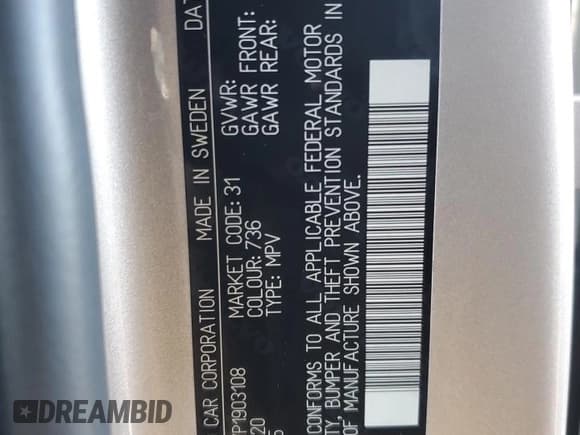 CAR CORPORATION MADE IN SWEDEN
P1903108 MARKET CODE: 31 GVWR:
20 COLOUR: 736 GAWR FRONT:
TYPE: MPV GAWR REAR:
CONFORMS TO ALL APPLICABLE FEDERAL MOTOR
BUMPER AND THEFT PREVENTION STANDARDS IN
OF MANUFACTURE SHOWN ABOVE.
DREAMBID